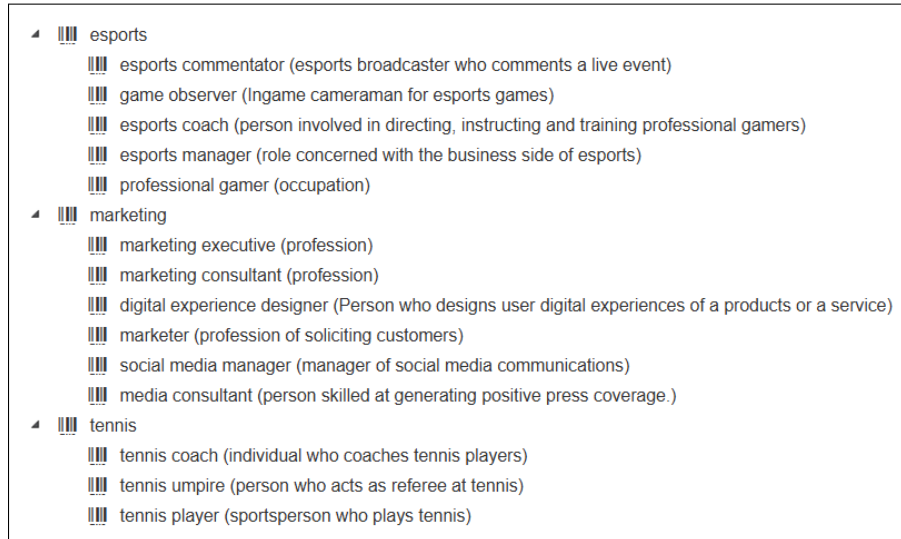 esports
esports commentator (esports broadcaster who comments a live event)
game observer (Ingame cameraman for esports games)
esports coach (person involved in directing, instructing and training professional gamers)
esports manager (role concerned with the business side of esports)
professional gamer (occupation)
marketing
marketing executive (profession)
marketing consultant (profession)
digital experience designer (Person who designs user digital experiences of a products or a service)
marketer (profession of soliciting customers)
social media manager (manager of social media communications)
media consultant (person skilled at generating positive press coverage.)
tennis
tennis coach (individual who coaches tennis players)
tennis umpire (person who acts as referee at tennis)
tennis player (sportsperson who plays tennis)